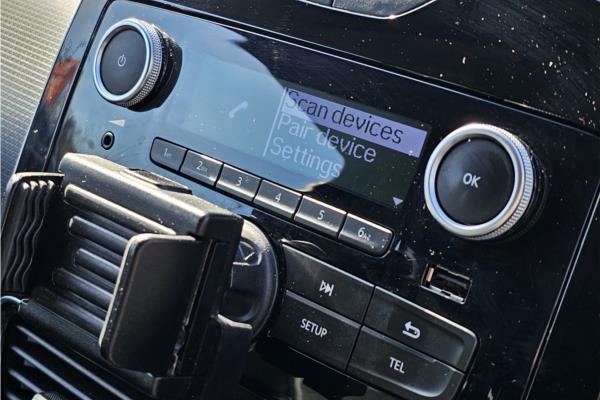 Scan devices
Pair device
Settings
1
2
3
4
5
6
OK
SETUP
TEL